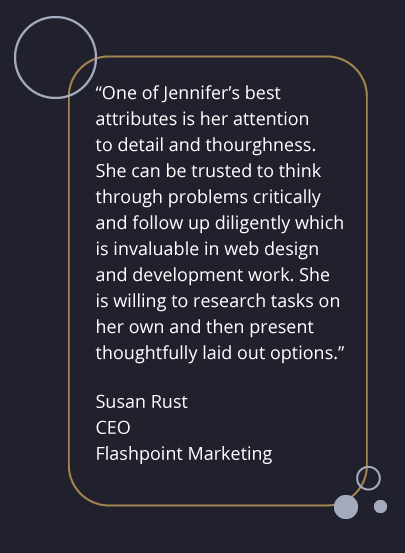 “One of Jennifer’s best
attributes is her attention
to detail and thourghness.
She can be trusted to think
through problems critically
and follow up diligently which
is invaluable in web design
and development work. She
is willing to research tasks on
her own and then present
thoughtfully laid out options.”
Susan Rust
CEO
Flashpoint Marketing